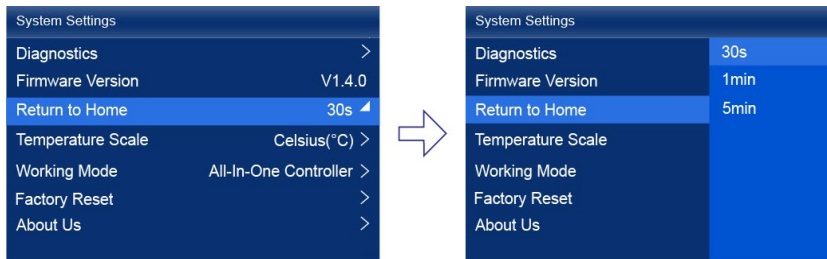 System Settings
Diagnostics >
Firmware Version V1.4.0
Return to Home 30s
Temperature Scale Celsius(°C) >
Working Mode All-In-One Controller >
Factory Reset >
About Us >
System Settings
Diagnostics
Firmware Version
Return to Home
Temperature Scale
Working Mode
Factory Reset
About Us
30s
1min
5min